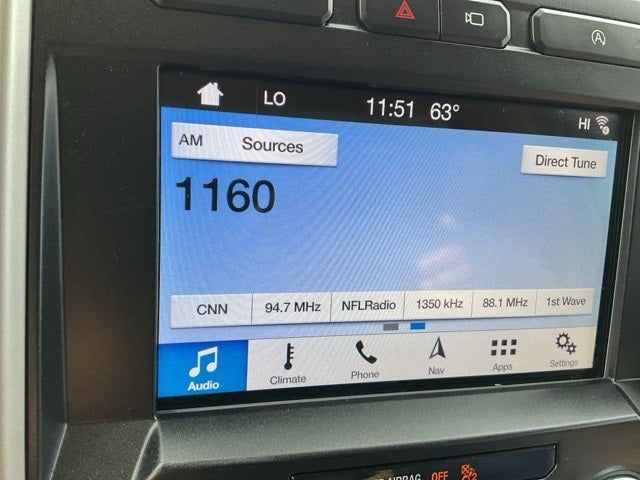 LO 11:51 63° HI
AM Sources Direct Tune
1160
CNN 94.7 MHz NFLRadio 1350 kHz 88.1 MHz 1st Wave
Audio Climate Phone Nav Apps Settings
AIRBAG OFF